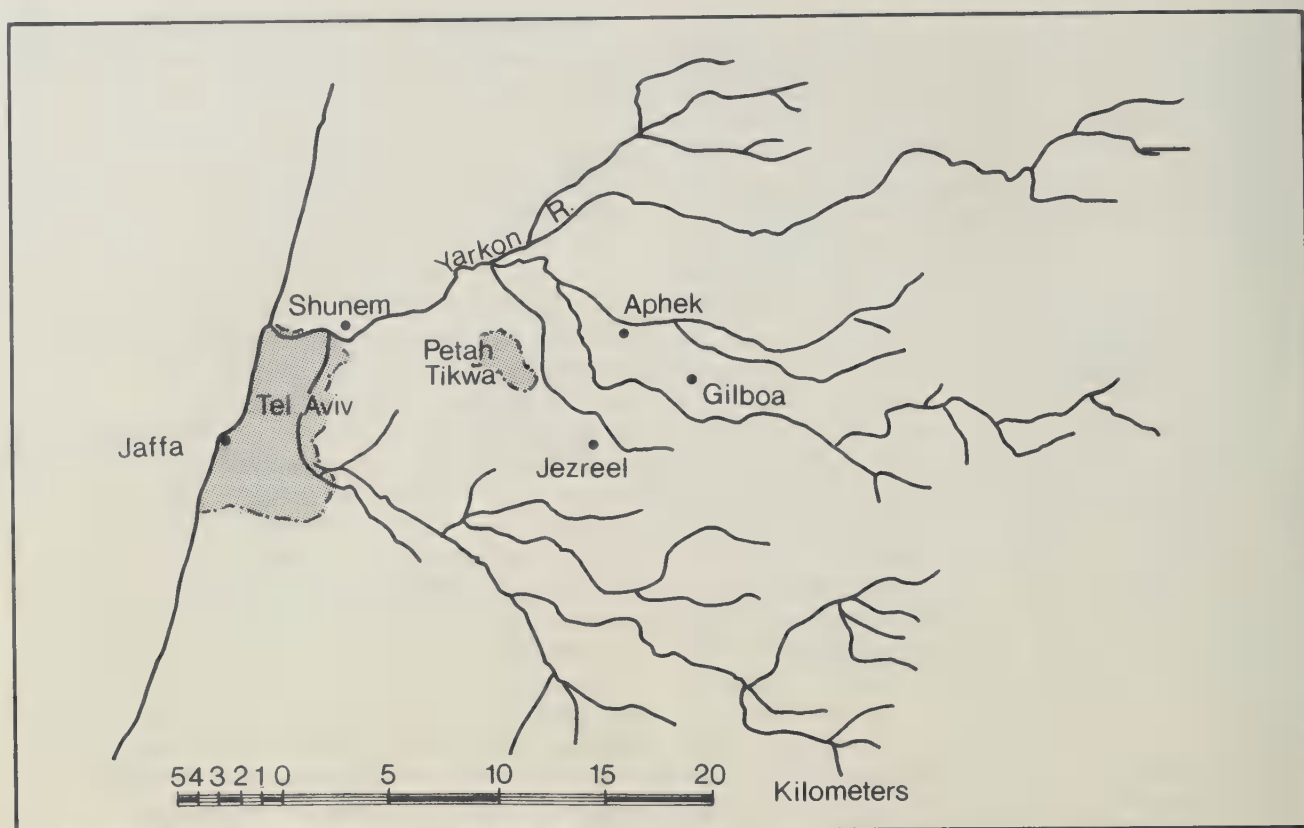 Yarkon R.
Shunem
Aphek
Petah
Tikwa
Gilboa
Tel Aviv
Jaffa
Jezreel
5 4 3 2 1 0 5 10 15 20
Kilometers